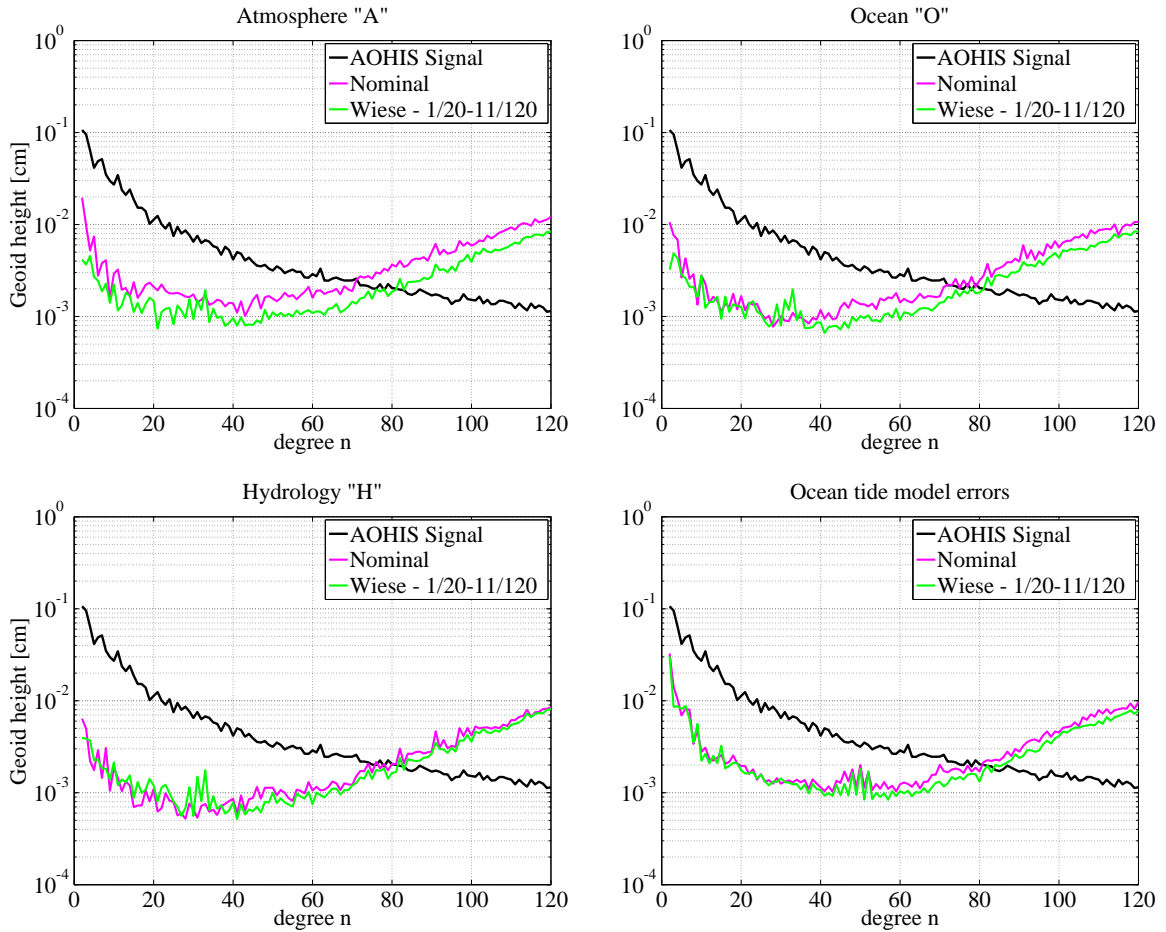 Atmosphere "A"
Geoid height [cm]
10^0
10^-1
10^-2
10^-3
10^-4
AOHIS Signal
Nominal
Wiese - 1/20-11/120
0 20 40 60 80 100 120
degree n
Ocean "O"
10^0
10^-1
10^-2
10^-3
10^-4
AOHIS Signal
Nominal
Wiese - 1/20-11/120
0 20 40 60 80 100 120
degree n
Hydrology "H"
Geoid height [cm]
10^0
10^-1
10^-2
10^-3
10^-4
AOHIS Signal
Nominal
Wiese - 1/20-11/120
0 20 40 60 80 100 120
degree n
Ocean tide model errors
10^0
10^-1
10^-2
10^-3
10^-4
AOHIS Signal
Nominal
Wiese - 1/20-11/120
0 20 40 60 80 100 120
degree n